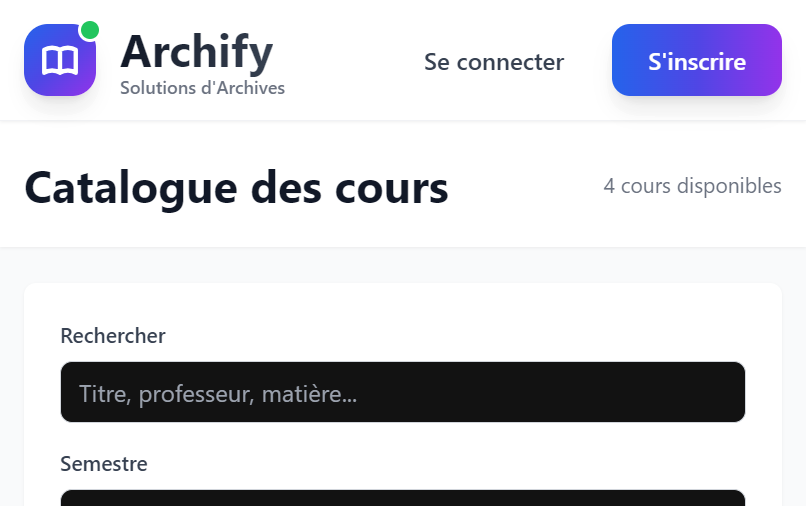 Archify
Solutions d'Archives
Se connecter
S'inscrire
Catalogue des cours
4 cours disponibles
Rechercher
Titre, professeur, matière...
Semestre